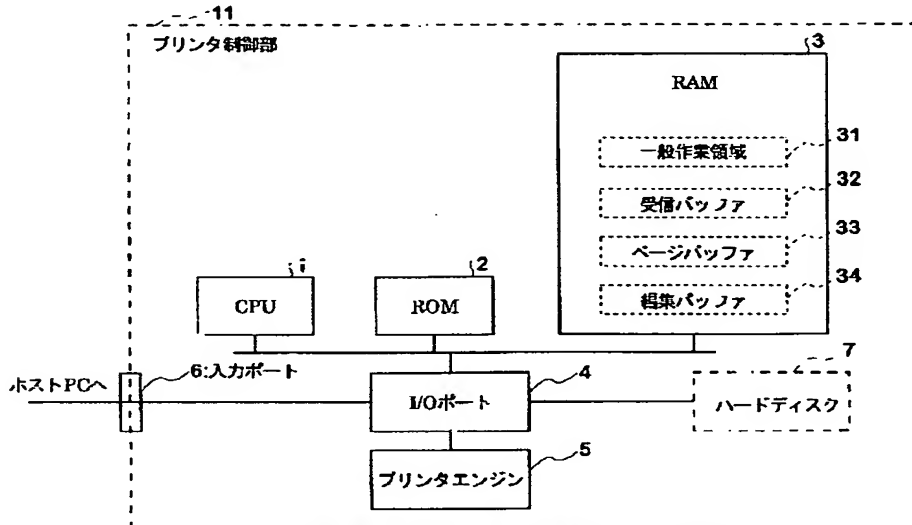 11
プリンタ制御部
3
RAM
一般作業領域
31
受信バッファ
32
ページバッファ
33
編集バッファ
34
1
CPU
2
ROM
7
ホストPCへ
6:入力ポート
I/Oポート
4
ハードディスク
プリンタエンジン
5